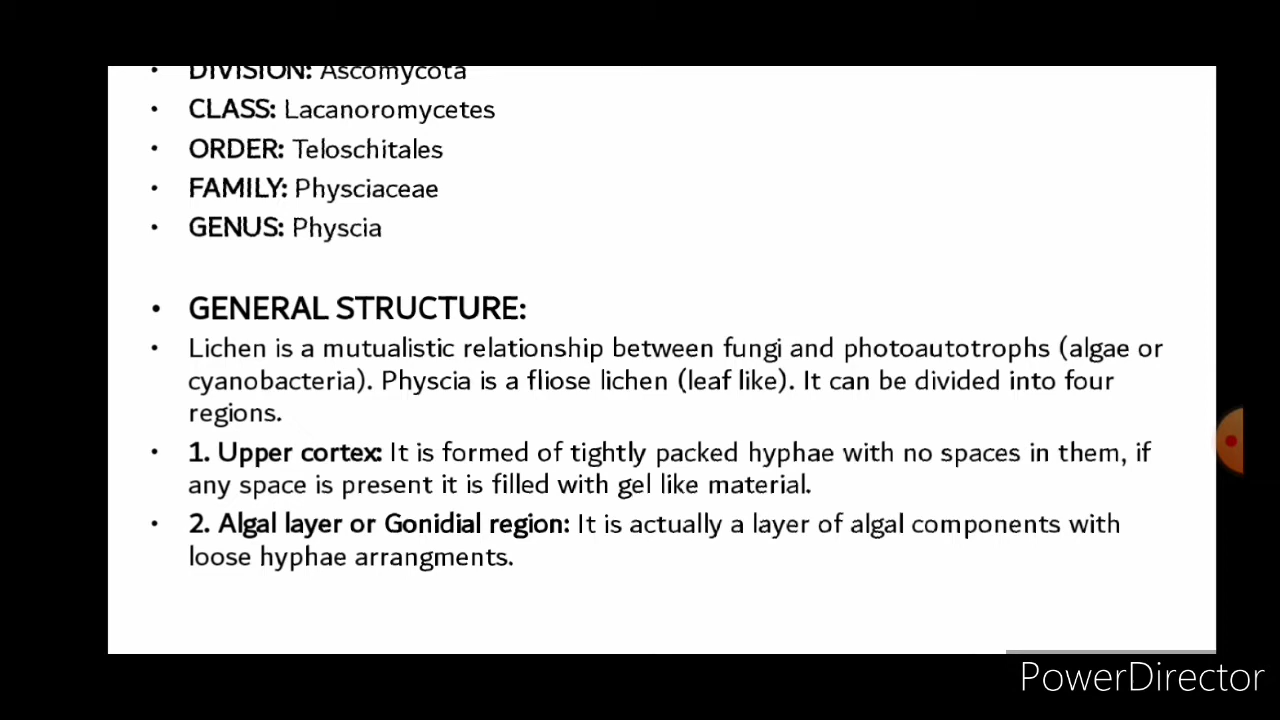 • DIVISION: Ascomycota
• CLASS: Lacanoromycetes
• ORDER: Teloschitales
• FAMILY: Physciaceae
• GENUS: Physcia
• GENERAL STRUCTURE:
• Lichen is a mutualistic relationship between fungi and photoautotrophs (algae or
cyanobacteria). Physcia is a fliose lichen (leaf like). It can be divided into four
regions.
• 1. Upper cortex: It is formed of tightly packed hyphae with no spaces in them, if
any space is present it is filled with gel like material.
• 2. Algal layer or Gonidial region: It is actually a layer of algal components with
loose hyphae arrangments.
PowerDirector